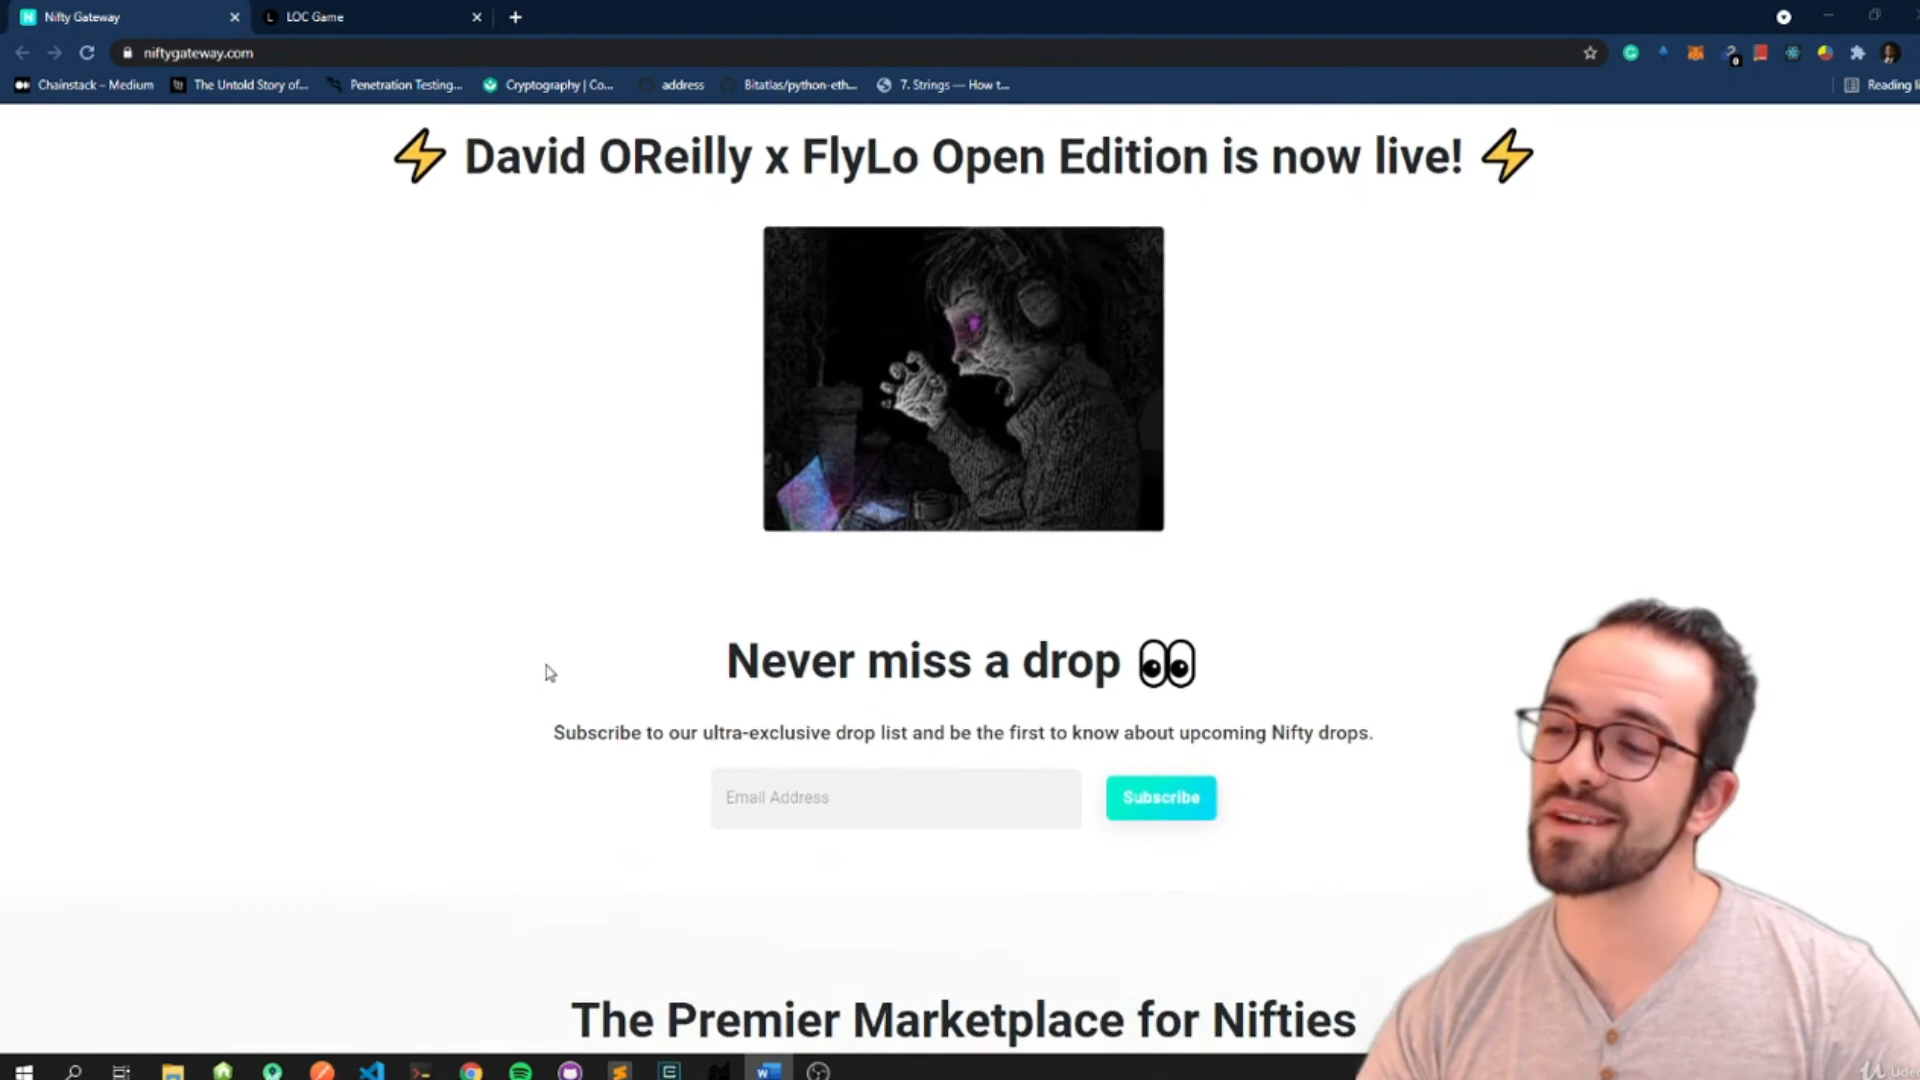 Nifty Gateway
LOC Game
niftygateway.com
Chainstack – Medium
The Untold Story of...
Penetration Testing...
Cryptography | Co...
address
Bitatlas/python-eth...
7. Strings — How t...
Reading li
⚡ David OReilly x FlyLo Open Edition is now live! ⚡
Never miss a drop 👀
Subscribe to our ultra-exclusive drop list and be the first to know about upcoming Nifty drops.
Email Address
Subscribe
The Premier Marketplace for Nifties